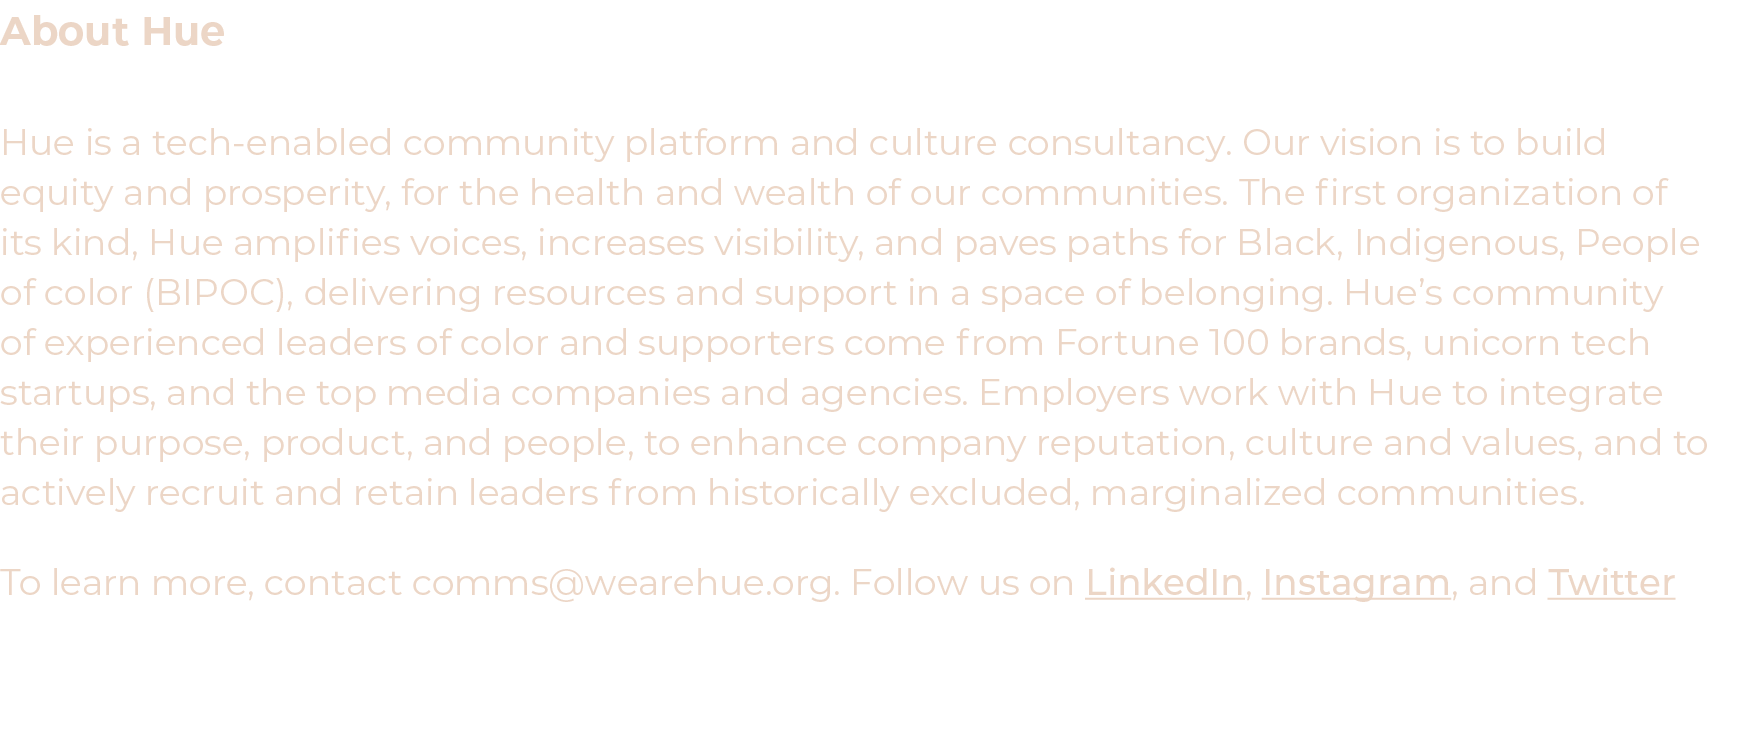 About Hue
Hue is a tech-enabled community platform and culture consultancy. Our vision is to build
equity and prosperity, for the health and wealth of our communities. The first organization of
its kind, Hue amplifies voices, increases visibility, and paves paths for Black, Indigenous, People
of color (BIPOC), delivering resources and support in a space of belonging. Hue’s community
of experienced leaders of color and supporters come from Fortune 100 brands, unicorn tech
startups, and the top media companies and agencies. Employers work with Hue to integrate
their purpose, product, and people, to enhance company reputation, culture and values, and to
actively recruit and retain leaders from historically excluded, marginalized communities.
To learn more, contact comms@wearehue.org. Follow us on LinkedIn, Instagram, and Twitter